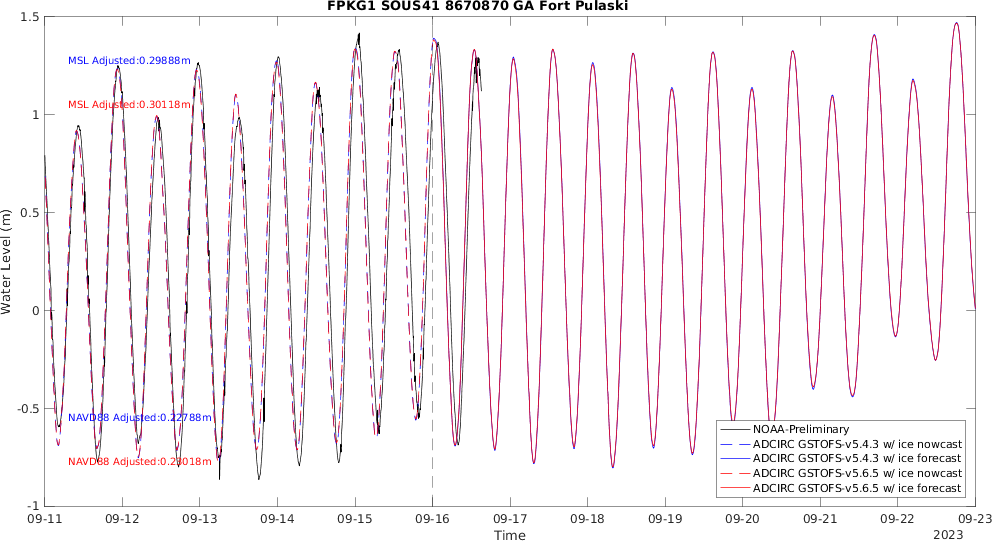 FPKG1 SOUS41 8670870 GA Fort Pulaski
1.5
1
0.5
0
-0.5
-1
Water Level (m)
MSL Adjusted:0.29888m
MSL Adjusted:0.30118m
NAVD88 Adjusted:0.22788m
NAVD88 Adjusted:0.23018m
NOAA-Preliminary
ADCIRC GSTOFS-v5.4.3 w/ ice nowcast
ADCIRC GSTOFS-v5.4.3 w/ ice forecast
ADCIRC GSTOFS-v5.6.5 w/ ice nowcast
ADCIRC GSTOFS-v5.6.5 w/ ice forecast
09-11 09-12 09-13 09-14 09-15 09-16 09-17 09-18 09-19 09-20 09-21 09-22 09-23
Time
2023